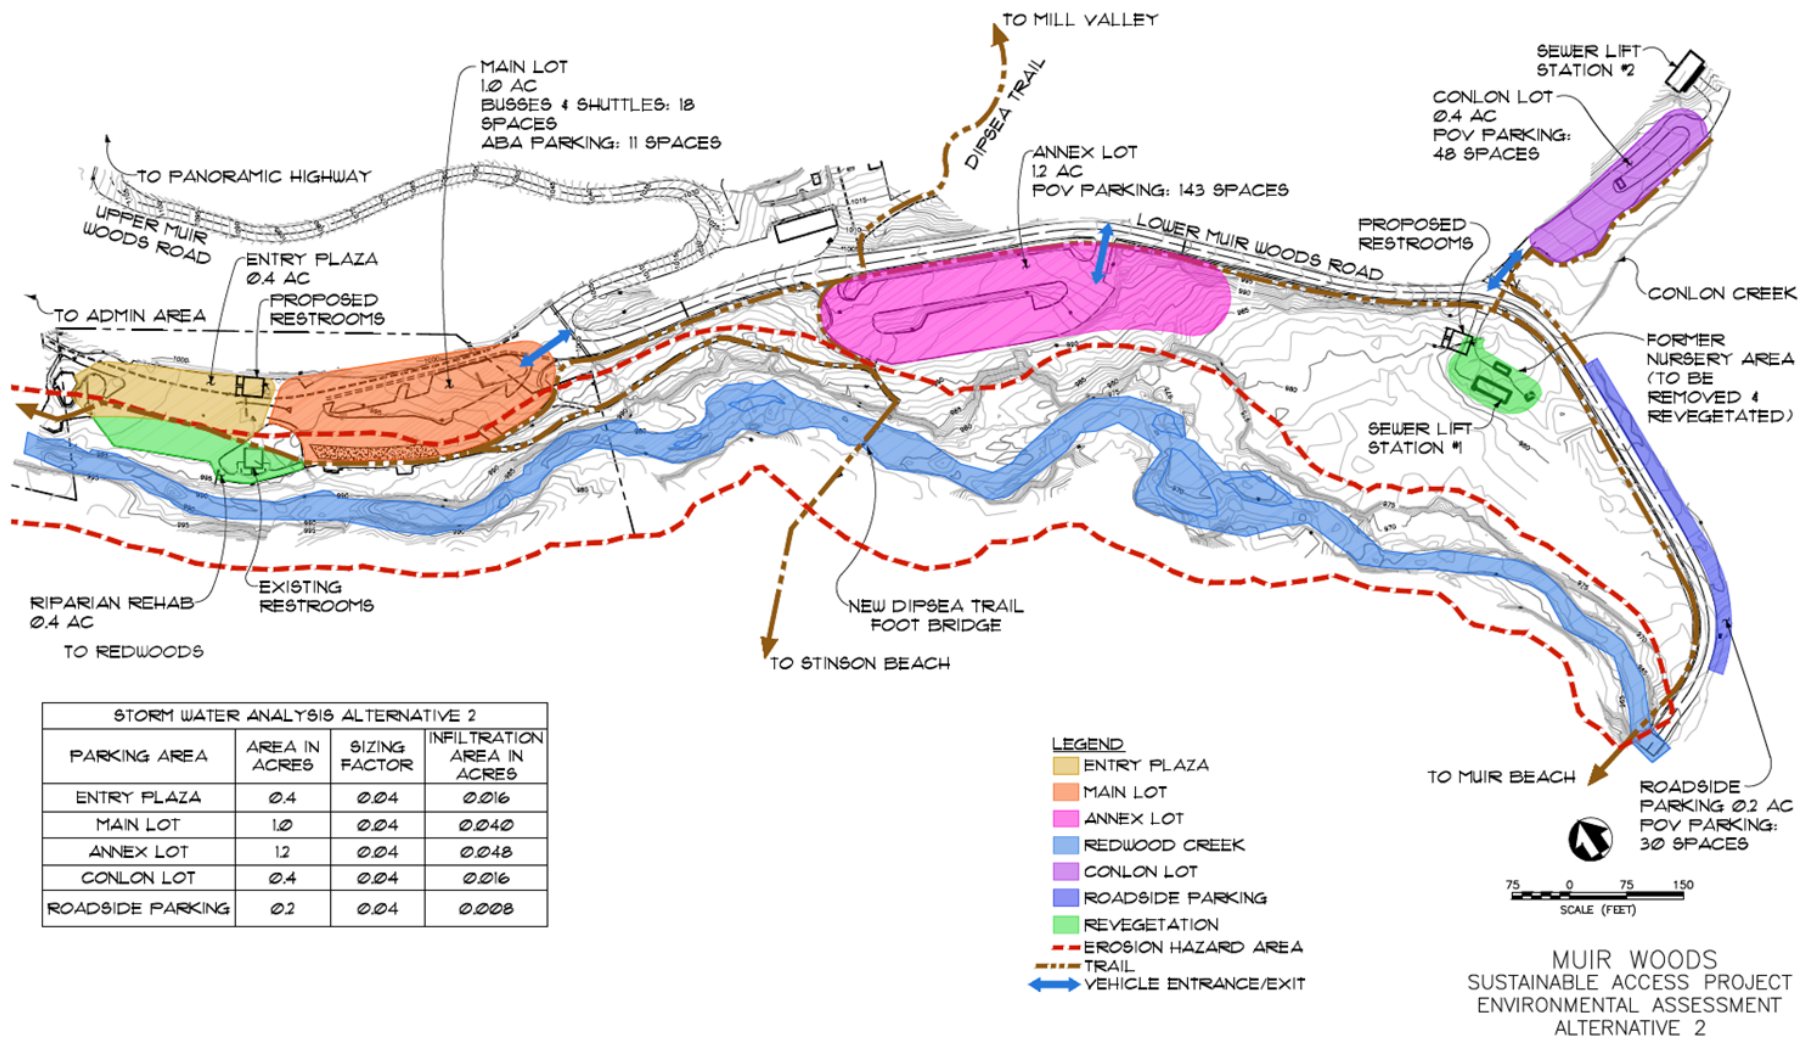 TO MILL VALLEY
DIPSEA TRAIL
SEWER LIFT
STATION #2
MAIN LOT
1.0 AC
BUSSES & SHUTTLES: 18
SPACES
ABA PARKING: 11 SPACES
CONLON LOT
0.4 AC
POV PARKING:
48 SPACES
ANNEX LOT
1.2 AC
POV PARKING: 143 SPACES
TO PANORAMIC HIGHWAY
UPPER MUIR
WOODS ROAD
LOWER MUIR WOODS ROAD
PROPOSED
RESTROOMS
ENTRY PLAZA
0.4 AC
PROPOSED
RESTROOMS
TO ADMIN AREA
CONLON CREEK
FORMER
NURSERY AREA
(TO BE
REMOVED &
REVEGETATED)
SEWER LIFT
STATION #1
RIPARIAN REHAB
0.4 AC
EXISTING
RESTROOMS
NEW DIPSEA TRAIL
FOOT BRIDGE
TO REDWOODS
TO STINSON BEACH
TO MUIR BEACH
ROADSIDE
PARKING 0.2 AC
POV PARKING:
30 SPACES
STORM WATER ANALYSIS ALTERNATIVE 2
PARKING AREA AREA IN ACRES SIZING FACTOR INFILTRATION AREA IN ACRES
ENTRY PLAZA 0.4 0.04 0.016
MAIN LOT 1.0 0.04 0.040
ANNEX LOT 1.2 0.04 0.048
CONLON LOT 0.4 0.04 0.016
ROADSIDE PARKING 0.2 0.04 0.008
LEGEND
ENTRY PLAZA
MAIN LOT
ANNEX LOT
REDWOOD CREEK
CONLON LOT
ROADSIDE PARKING
REVEGETATION
EROSION HAZARD AREA
TRAIL
VEHICLE ENTRANCE/EXIT
75 0 75 150
SCALE (FEET)
MUIR WOODS
SUSTAINABLE ACCESS PROJECT
ENVIRONMENTAL ASSESSMENT
ALTERNATIVE 2